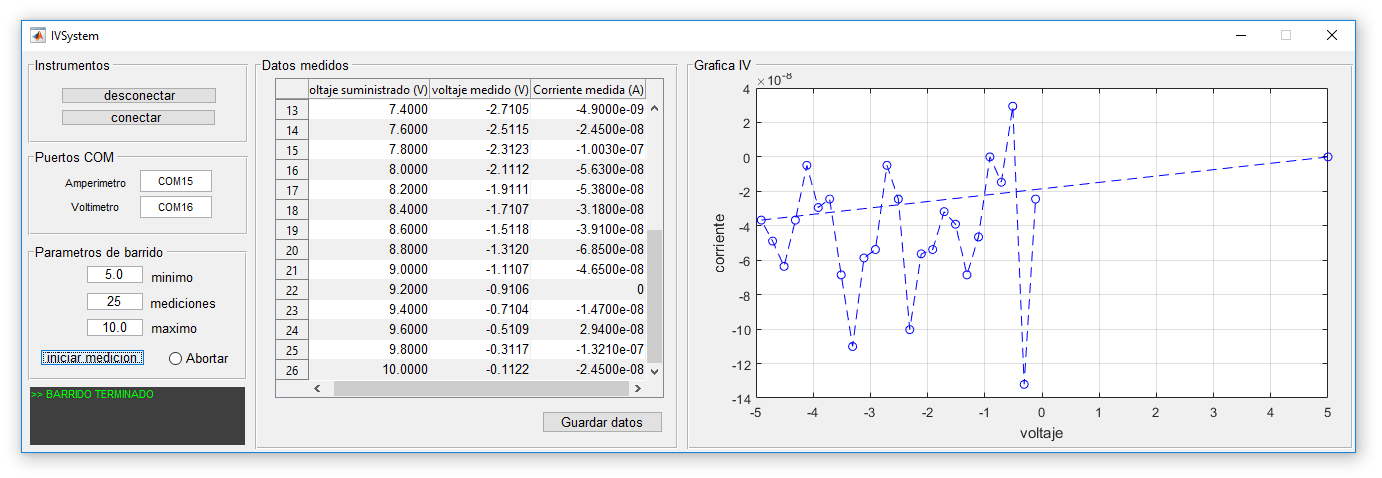 IVSystem
Instrumentos
desconectar
conectar
Puertos COM
Amperimetro COM15
Voltimetro COM16
Parametros de barrido
5.0 minimo
25 mediciones
10.0 maximo
iniciar medicion Abortar
>> BARRIDO TERMINADO
Datos medidos
oltaje suministrado (V) voltaje medido (V) Corriente medida (A)
13 7.4000 -2.7105 -4.9000e-09
14 7.6000 -2.5115 -2.4500e-08
15 7.8000 -2.3123 -1.0030e-07
16 8.0000 -2.1112 -5.6300e-08
17 8.2000 -1.9111 -5.3800e-08
18 8.4000 -1.7107 -3.1800e-08
19 8.6000 -1.5118 -3.9100e-08
20 8.8000 -1.3120 -6.8500e-08
21 9.0000 -1.1107 -4.6500e-08
22 9.2000 -0.9106 0
23 9.4000 -0.7104 -1.4700e-08
24 9.6000 -0.5109 2.9400e-08
25 9.8000 -0.3117 -1.3210e-07
26 10.0000 -0.1122 -2.4500e-08
Guardar datos
Grafica IV
×10-8
4
2
0
-2
-4
-6
-8
-10
-12
-14
corriente
-5 -4 -3 -2 -1 0 1 2 3 4 5
voltaje